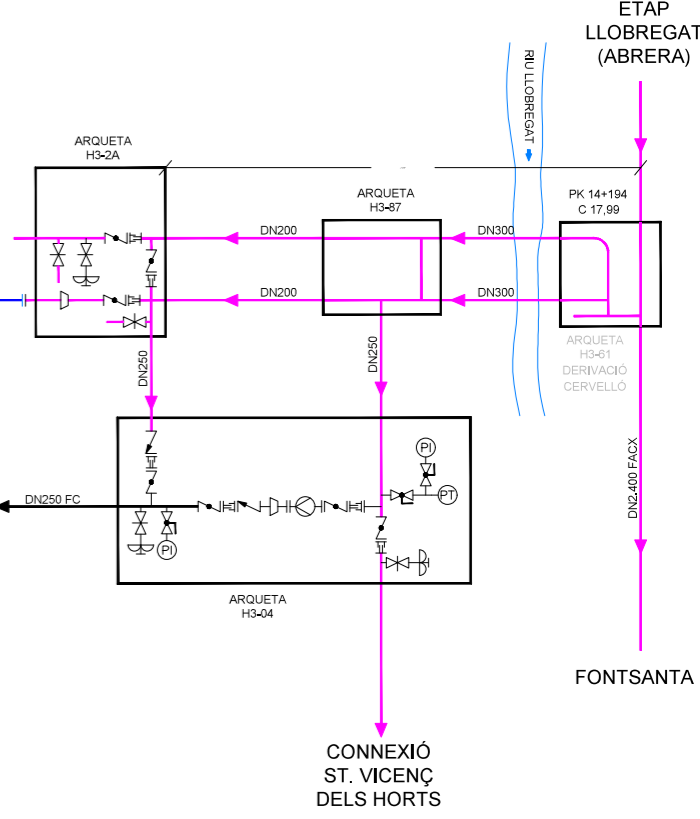 ETAP
LLOBREGAT
(ABRERA)
RIU LLOBREGAT
ARQUETA
H3-2A
ARQUETA
H3-87
PK 14+194
C 17,99
DN200
DN300
DN200
DN300
ARQUETA
H3-61
DERIVACIÓ
CERVELLÓ
DN250
DN250
DN2.400 FACX
PI
PT
DN250 FC
PI
ARQUETA
H3-04
FONTSANTA
CONNEXIÓ
ST. VICENÇ
DELS HORTS